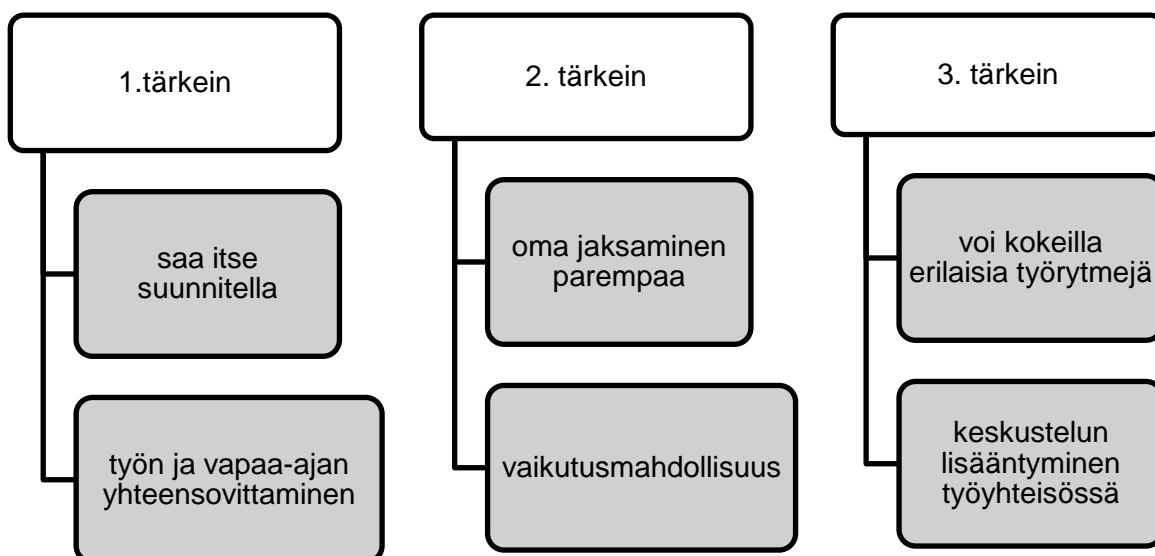 1.tärkein
saa itse
suunnitella
työn ja vapaa-ajan
yhteensovittaminen
2. tärkein
oma jaksaminen
parempaa
vaikutusmahdollisuus
3. tärkein
voi kokeilla
erilaisia työrytmejä
keskustelun
lisääntyminen
työyhteisössä